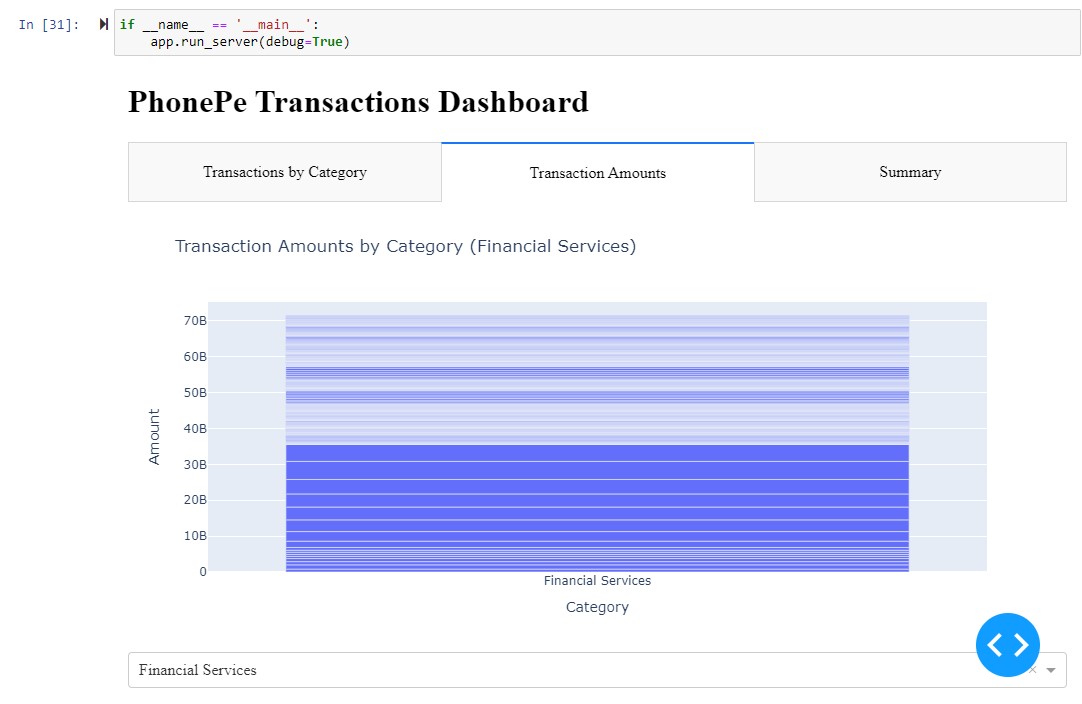 In [31]:
if __name__ == '__main__':
    app.run_server(debug=True)
PhonePe Transactions Dashboard
Transactions by Category
Transaction Amounts
Summary
Transaction Amounts by Category (Financial Services)
70B
60B
50B
40B
30B
20B
10B
0
Amount
Financial Services
Category
Financial Services